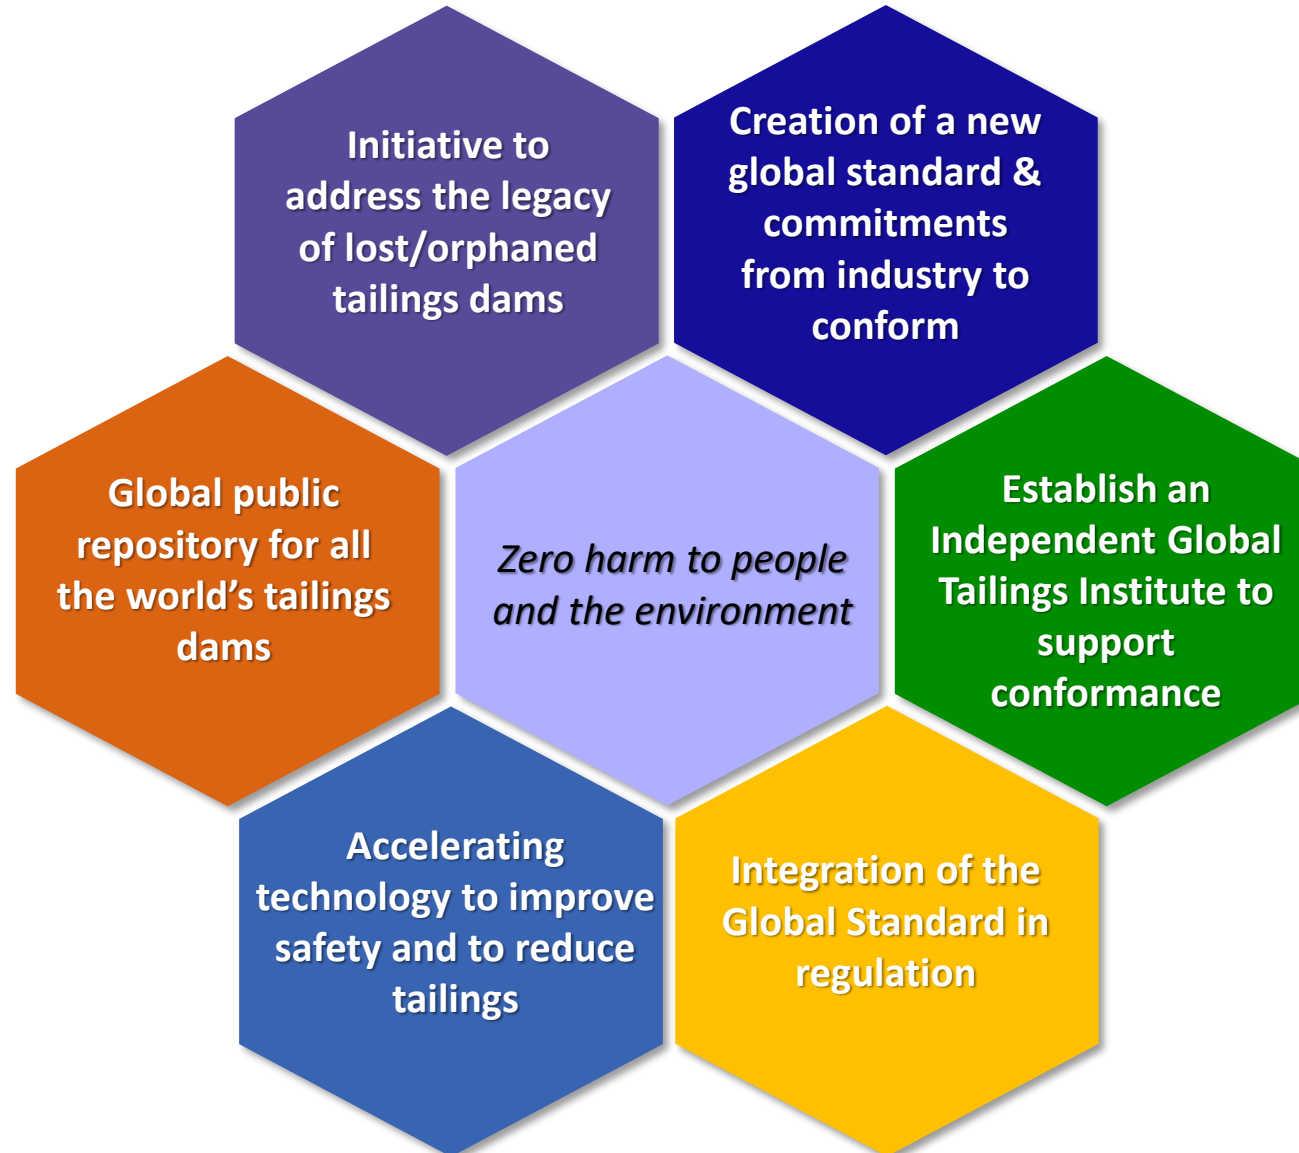 Initiative to
address the legacy
of lost/orphaned
tailings dams
Creation of a new
global standard &
commitments
from industry to
conform
Global public
repository for all
the world’s tailings
dams
Zero harm to people
and the environment
Establish an
Independent Global
Tailings Institute to
support
conformance
Accelerating
technology to improve
safety and to reduce
tailings
Integration of the
Global Standard in
regulation